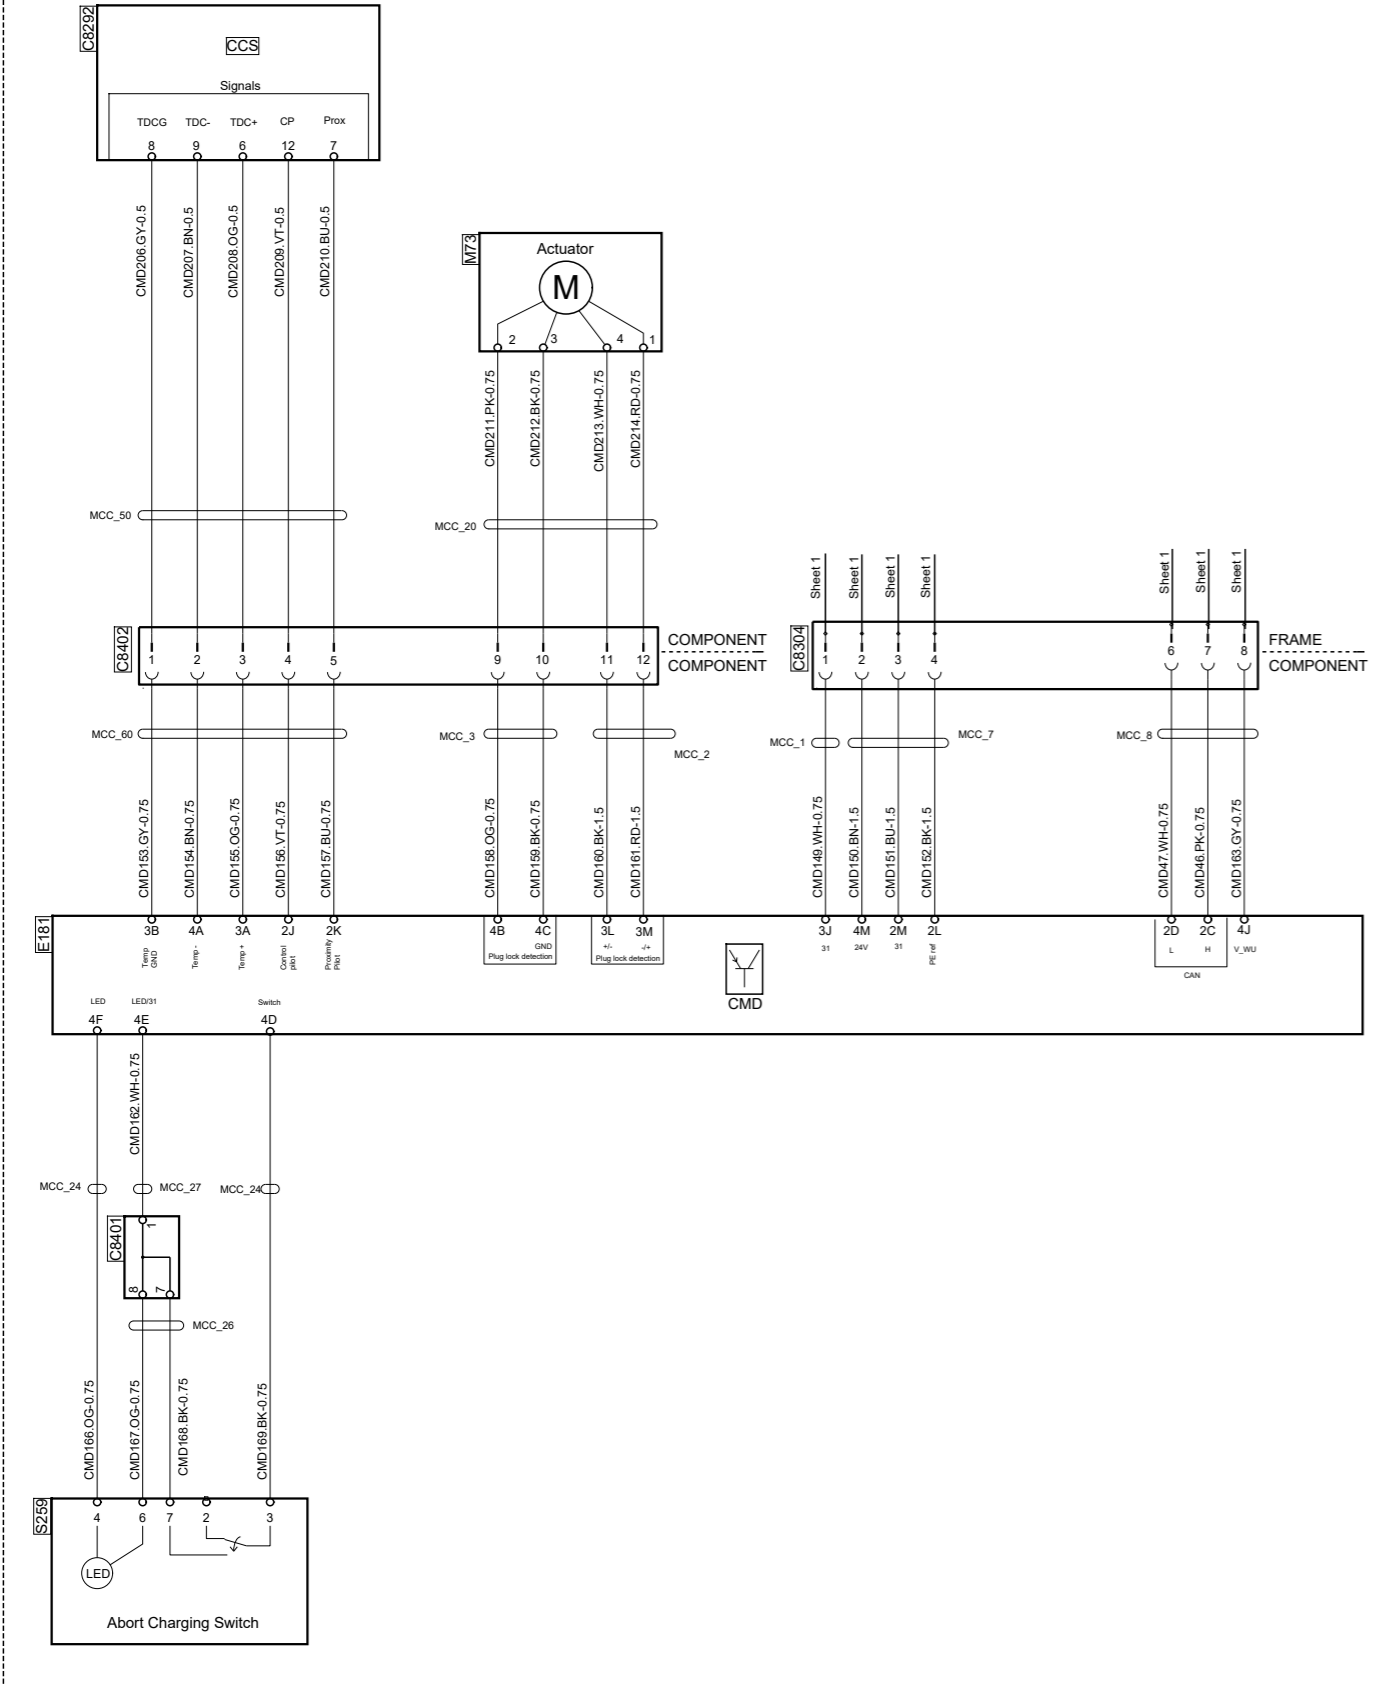 C8292
CCS
Signals
TDCG TDC- TDC+ CP Prox
8 9 6 12 7
CMD206.GY-0.5
CMD207.BN-0.5
CMD208.OG-0.5
CMD209.VT-0.5
CMD210.BU-0.5
M73
Actuator
M
2 3 4 1
CMD211.PK-0.75
CMD212.BK-0.75
CMD213.WH-0.75
CMD214.RD-0.75
MCC_50
MCC_20
Sheet 1
Sheet 1
Sheet 1
Sheet 1
Sheet 1
Sheet 1
Sheet 1
C8402
1 2 3 4 5 9 10 11 12
COMPONENT
COMPONENT
C8304
1 2 3 4 6 7 8
FRAME
COMPONENT
MCC_60
MCC_3
MCC_2
MCC_1
MCC_7
MCC_8
CMD153.GY-0.75
CMD154.BN-0.75
CMD155.OG-0.75
CMD156.VT-0.75
CMD157.BU-0.75
CMD158.OG-0.75
CMD159.BK-0.75
CMD160.BK-1.5
CMD161.RD-1.5
CMD149.WH-0.75
CMD150.BN-1.5
CMD151.BU-1.5
CMD152.BK-1.5
CMD47.WH-0.75
CMD46.PK-0.75
CMD163.GY-0.75
E181
3B 4A 3A 2J 2K 4B 4C 3L 3M 3J 4M 2M 2L 2D 2C 4J
Temp
GND
Temp -
Temp +
Control
pilot
Proximity
Pilot
GND
Plug lock detection
+/- -/+
Plug lock detection
31 24V 31
PE ref
L H V_WU
CAN
CMD
LED LED/31 Switch
4F 4E 4D
CMD162.WH-0.75
MCC_24
MCC_27
MCC_24
C8401
1
8 7
MCC_26
CMD166.OG-0.75
CMD167.OG-0.75
CMD168.BK-0.75
CMD169.BK-0.75
S259
4 6 7 2 3
LED
Abort Charging Switch